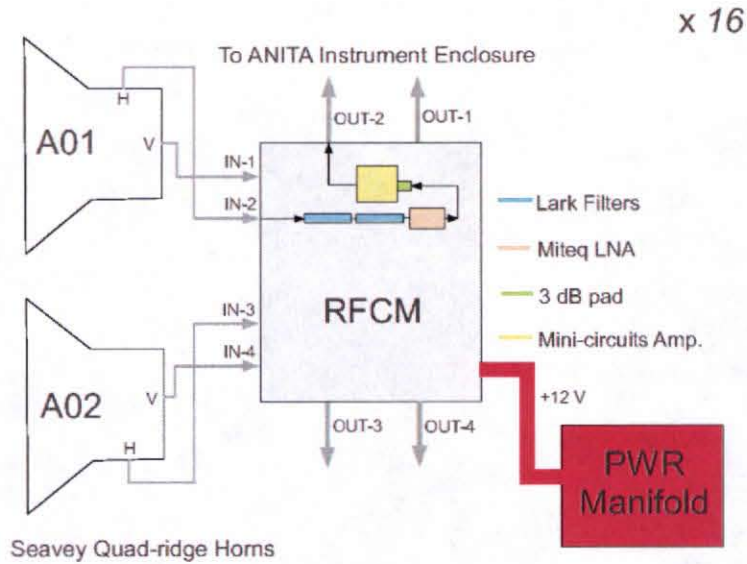 x 16
To ANITA Instrument Enclosure
H
OUT-2
OUT-1
A01
V
IN-1
IN-2
Lark Filters
Miteq LNA
3 dB pad
Mini-circuits Amp.
RFCM
IN-3
IN-4
A02
V
H
+12 V
OUT-3
OUT-4
PWR
Manifold
Seavey Quad-ridge Horns